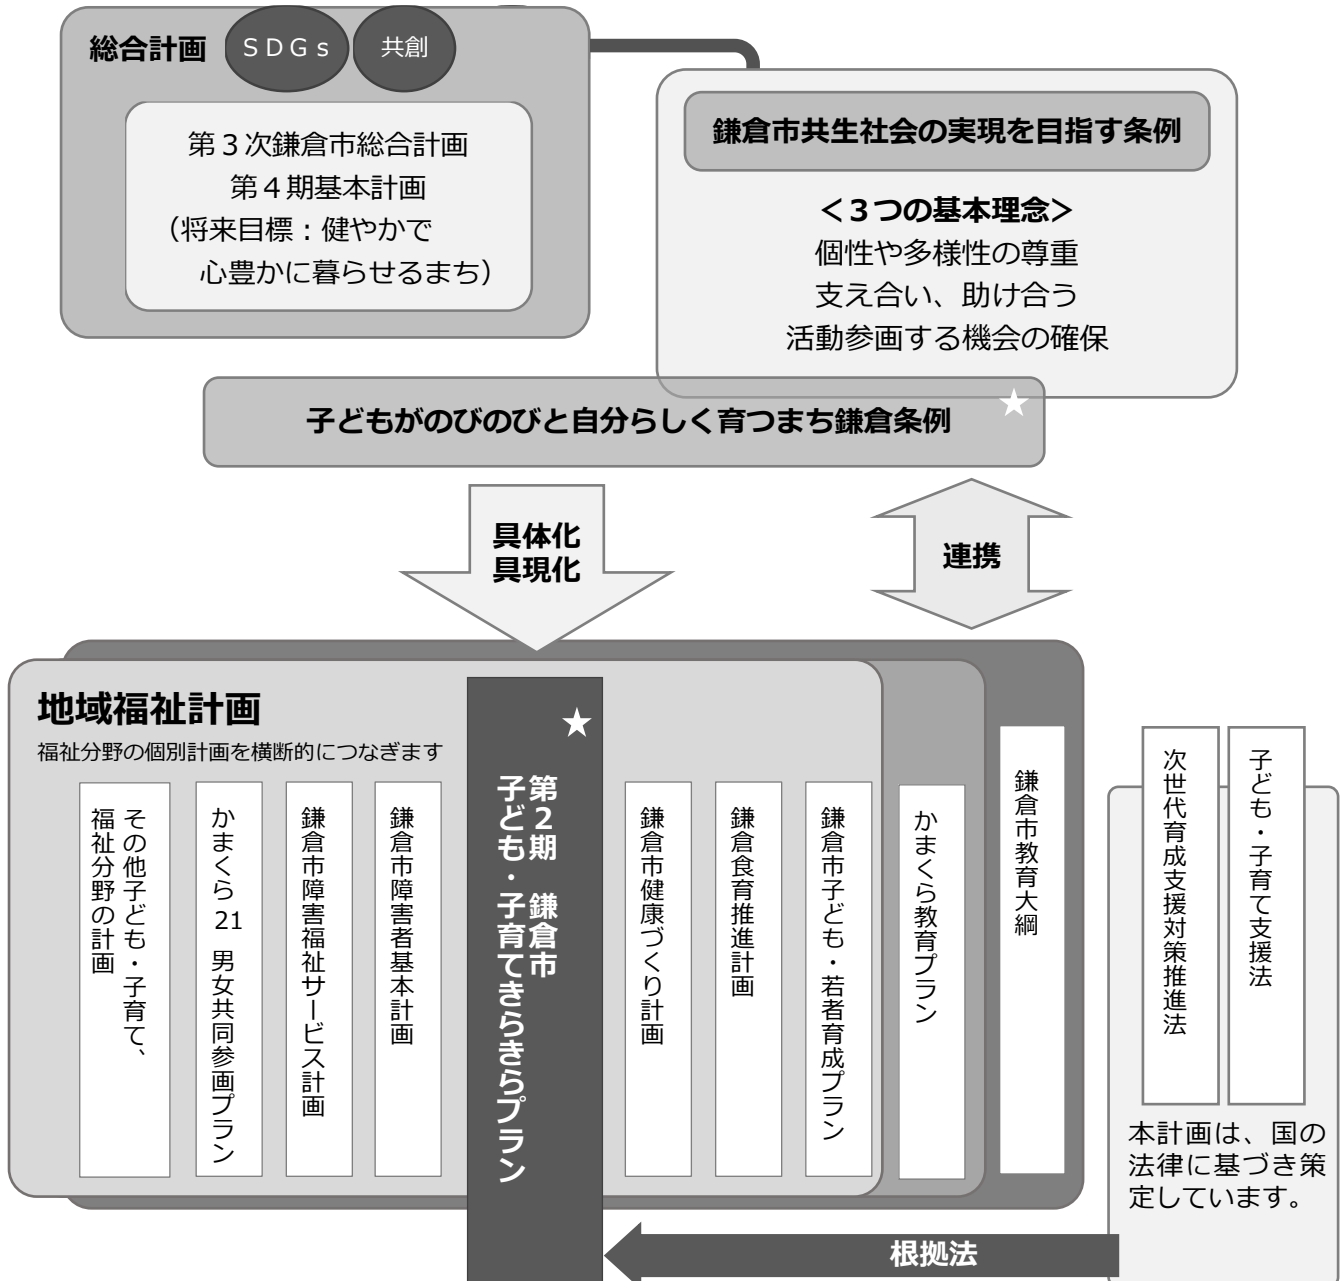 総合計画
ＳＤＧｓ
共創
第３次鎌倉市総合計画
第４期基本計画
（将来目標：健やかで
心豊かに暮らせるまち）
鎌倉市共生社会の実現を目指す条例
＜３つの基本理念＞
個性や多様性の尊重
支え合い、助け合う
活動参画する機会の確保
子どもがのびのびと自分らしく育つまち鎌倉条例
★
具体化
具現化
連携
地域福祉計画
福祉分野の個別計画を横断的につなぎます
その他子ども・子育て、
福祉分野の計画
かまくら 21 男女共同参画プラン
鎌倉市障害福祉サービス計画
鎌倉市障害者基本計画
★
第２期　鎌倉市
子ども・子育てきらきらプラン
鎌倉市健康づくり計画
鎌倉食育推進計画
鎌倉市子ども・若者育成プラン
かまくら教育プラン
鎌倉市教育大綱
次世代育成支援対策推進法
子ども・子育て支援法
本計画は、国の
法律に基づき策
定しています。
根拠法